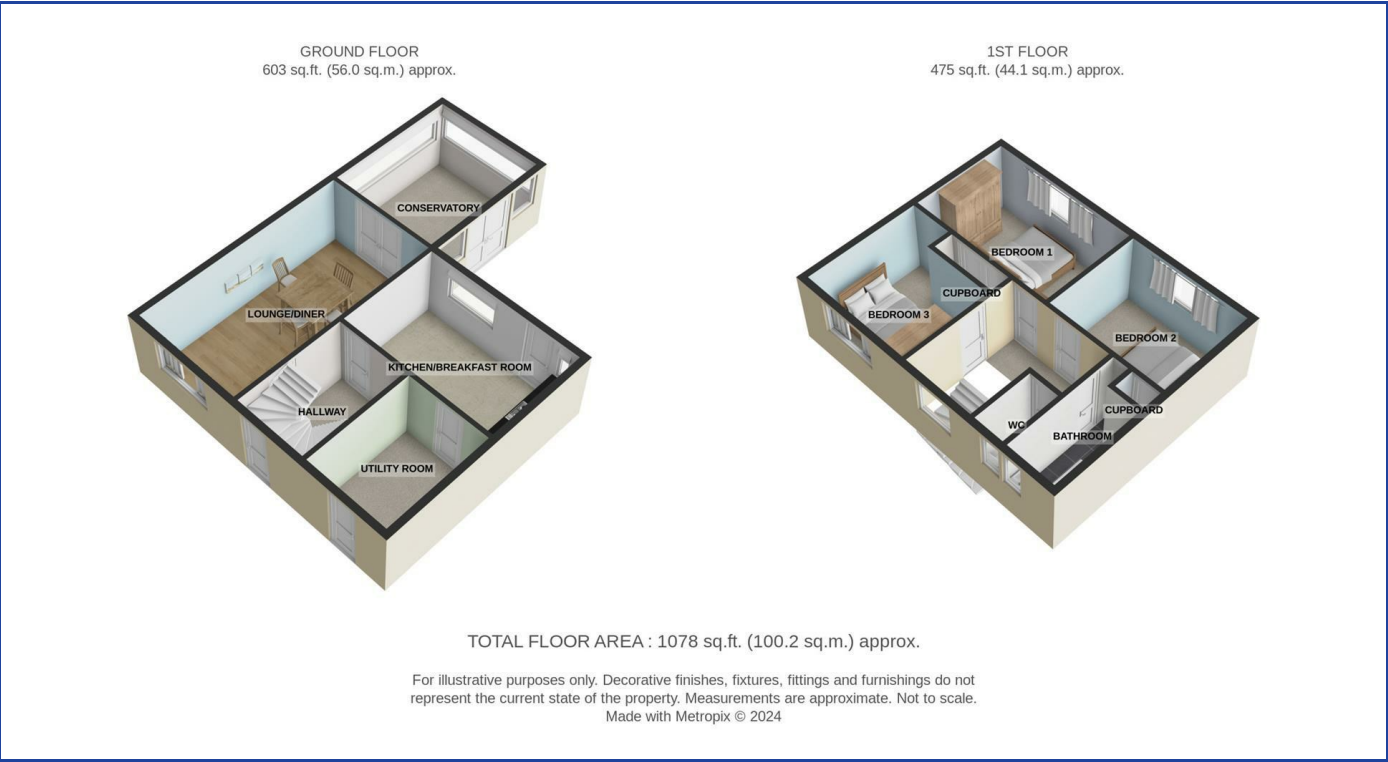 GROUND FLOOR
603 sq.ft. (56.0 sq.m.) approx.
1ST FLOOR
475 sq.ft. (44.1 sq.m.) approx.
CONSERVATORY
LOUNGE/DINER
KITCHEN/BREAKFAST ROOM
HALLWAY
UTILITY ROOM
BEDROOM 1
CUPBOARD
BEDROOM 3
BEDROOM 2
CUPBOARD
WC
BATHROOM
TOTAL FLOOR AREA : 1078 sq.ft. (100.2 sq.m.) approx.
For illustrative purposes only. Decorative finishes, fixtures, fittings and furnishings do not
represent the current state of the property. Measurements are approximate. Not to scale.
Made with Metropix © 2024